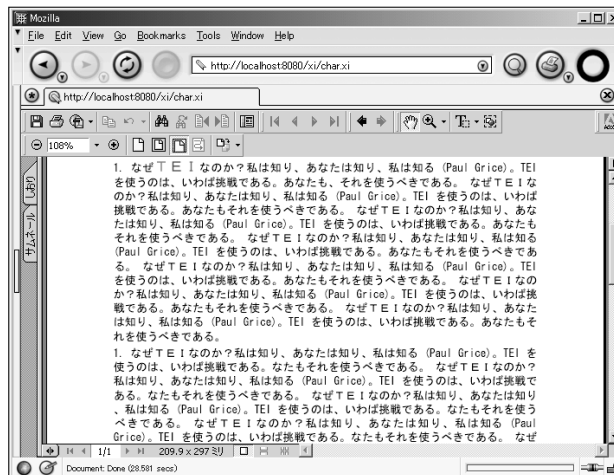 Mozilla
File Edit View Go Bookmarks Tools Window Help
http://localhost:8080/xi/char.xi
http://localhost:8080/xi/char.xi
108%
しおり
サムネール
1. なぜＴＥＩなのか？私は知り、あなたは知り、私は知る (Paul Grice)。TEI
を使うのは、いわば挑戦である。あなたも、それを使うべきである。 なぜＴＥＩな
のか？私は知り、あなたは知り、私は知る (Paul Grice)。TEI を使うのは、いわば
挑戦である。あなたもそれを使うべきである。 なぜＴＥＩなのか？私は知り、あな
たは知り、私は知る (Paul Grice)。TEI を使うのは、いわば挑戦である。あなたも
それを使うべきである。 なぜＴＥＩなのか？私は知り、あなたは知り、私は知る
(Paul Grice)。TEI を使うのは、いわば挑戦である。あなたもそれを使うべきであ
る。 なぜＴＥＩなのか？私は知り、あなたは知り、私は知る (Paul Grice)。TEI
を使うのは、いわば挑戦である。あなたもそれを使うべきである。 なぜＴＥＩなの
か？私は知り、あなたは知り、私は知る (Paul Grice)。TEI を使うのは、いわば挑
戦である。あなたもそれを使うべきである。 なぜＴＥＩなのか？私は知り、あなた
は知り、私は知る (Paul Grice)。TEI を使うのは、いわば挑戦である。あなたもそ
れを使うべきである。
1. なぜＴＥＩなのか？私は知り、あなたは知り、私は知る (Paul Grice)。TEI を
使うのは、いわば挑戦である。なたもそれを使うべきである。 なぜＴＥＩなのか？
私は知り、あなたは知り、私は知る (Paul Grice)。TEI を使うのは、いわば挑戦で
ある。なたもそれを使うべきである。 なぜＴＥＩなのか？私は知り、あなたは知り
、私は知る (Paul Grice)。TEI を使うのは、いわば挑戦である。なたもそれを使う
べきである。 なぜＴＥＩなのか？私は知り、あなたは知り、私は知る (Paul
Grice)。TEI を使うのは、いわば挑戦である。なたもそれを使うべきである。 なぜ
1/1 209.9 x 297 ミリ
Document: Done (28.581 secs)